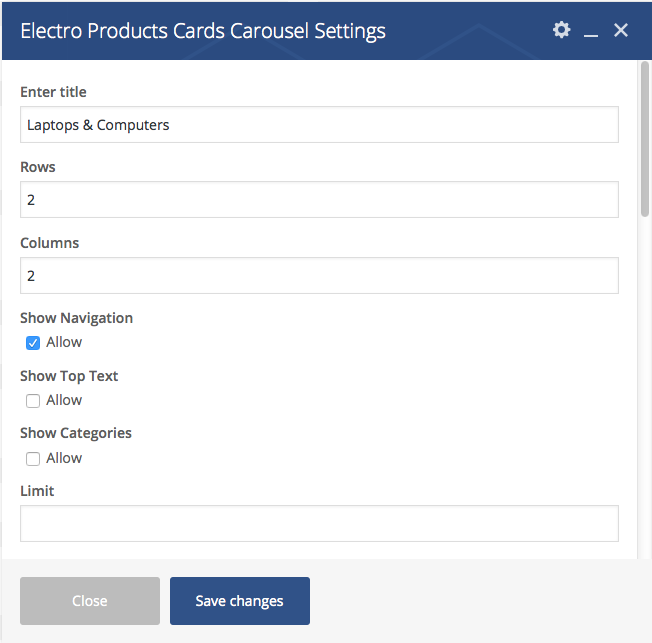 Electro Products Cards Carousel Settings
Enter title
Laptops & Computers
Rows
2
Columns
2
Show Navigation
Allow
Show Top Text
Allow
Show Categories
Allow
Limit
Close
Save changes